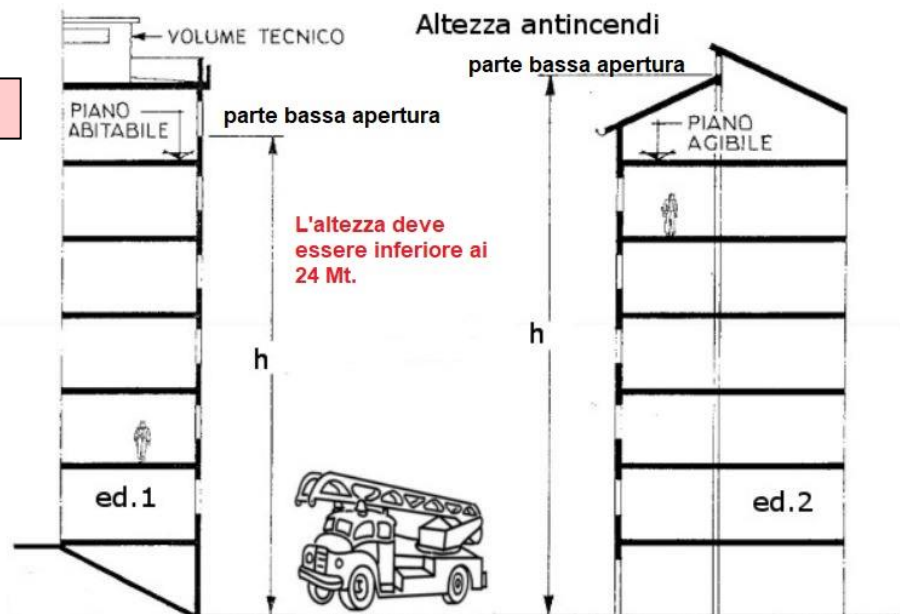 Altezza antincendi
VOLUME TECNICO
parte bassa apertura
PIANO
ABITABILE
parte bassa apertura
PIANO
AGIBILE
L'altezza deve
essere inferiore ai
24 Mt.
h
h
ed.1
ed.2